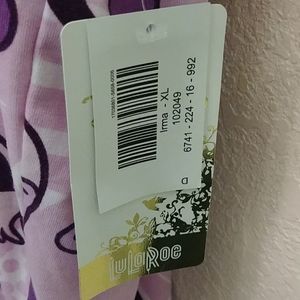 Irma - XL
102049
6741 - 224 - 16 - 992
LuLaRoe